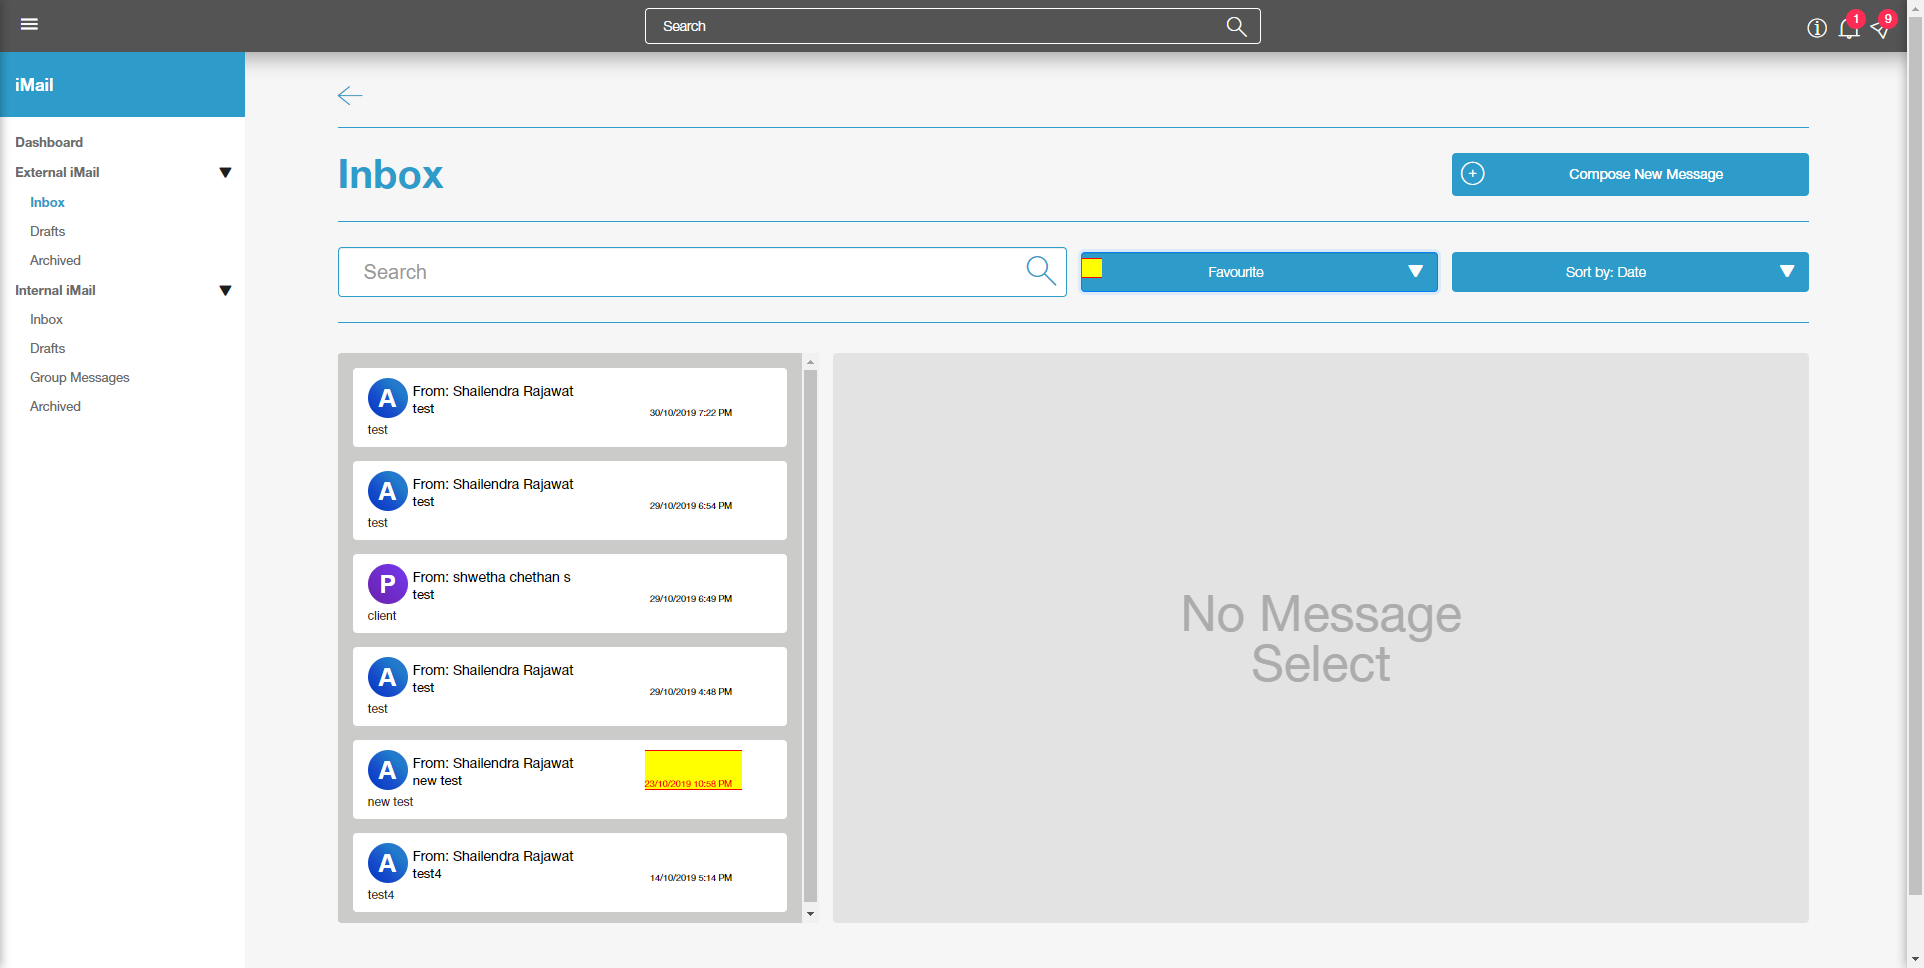 Search
1
9
iMail
Dashboard
External iMail
Inbox
Drafts
Archived
Internal iMail
Inbox
Drafts
Group Messages
Archived
Inbox
Compose New Message
Search
Favourite
Sort by: Date
A
From: Shailendra Rajawat
test
30/10/2019 7:22 PM
test
A
From: Shailendra Rajawat
test
29/10/2019 6:54 PM
test
P
From: shwetha chethan s
test
29/10/2019 6:49 PM
client
A
From: Shailendra Rajawat
test
29/10/2019 4:48 PM
test
A
From: Shailendra Rajawat
new test
23/10/2019 10:58 PM
new test
A
From: Shailendra Rajawat
test4
14/10/2019 5:14 PM
test4
No Message
Select